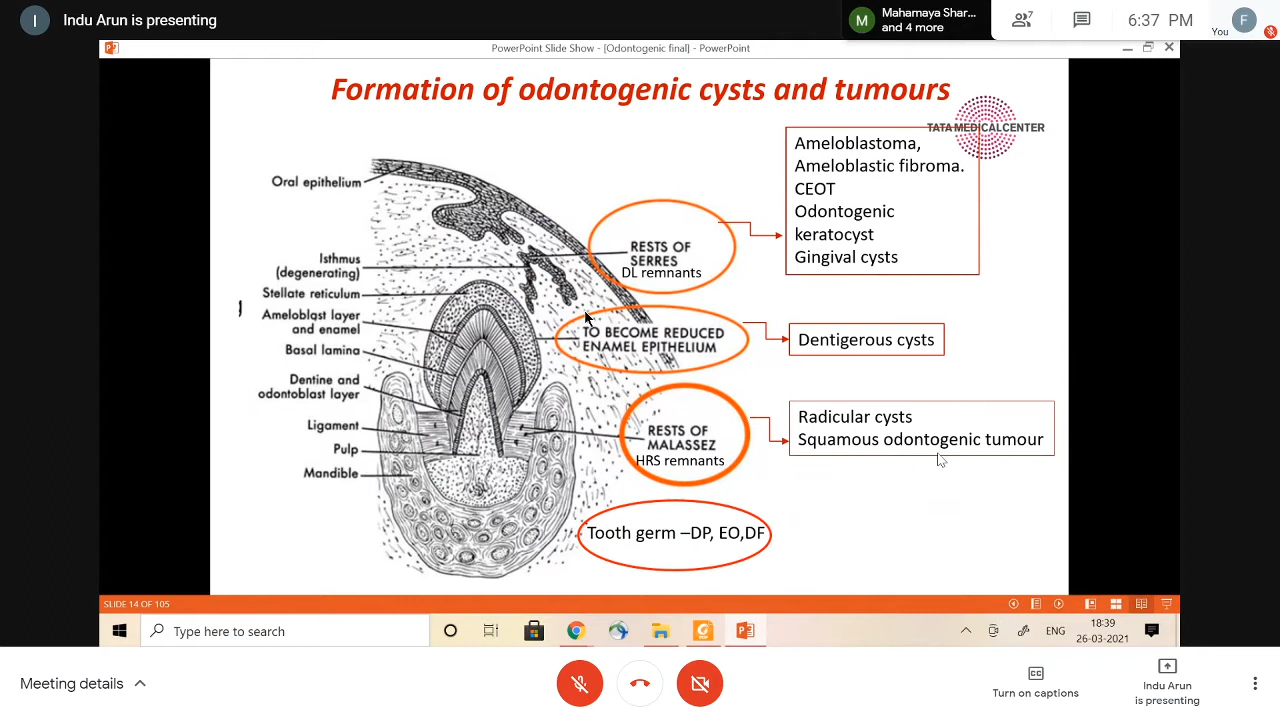 I
Indu Arun is presenting
M
Mahamaya Shar...
and 4 more
7
6:37 PM
You
F
PowerPoint Slide Show - [Odontogenic final] - PowerPoint
Formation of odontogenic cysts and tumours
TATA MEDICAL CENTER
Oral epithelium
Isthmus
(degenerating)
Stellate reticulum
Ameloblast layer
and enamel
Basal lamina
Dentine and
odontoblast layer
Ligament
Pulp
Mandible
RESTS OF
SERRES
DL remnants
TO BECOME REDUCED
ENAMEL EPITHELIUM
RESTS OF
MALASSEZ
HRS remnants
Tooth germ –DP, EO,DF
Ameloblastoma,
Ameloblastic fibroma.
CEOT
Odontogenic
keratocyst
Gingival cysts
Dentigerous cysts
Radicular cysts
Squamous odontogenic tumour
SLIDE 14 OF 105
Type here to search
ENG
18:39
26-03-2021
Meeting details
CC
Turn on captions
Indu Arun
is presenting